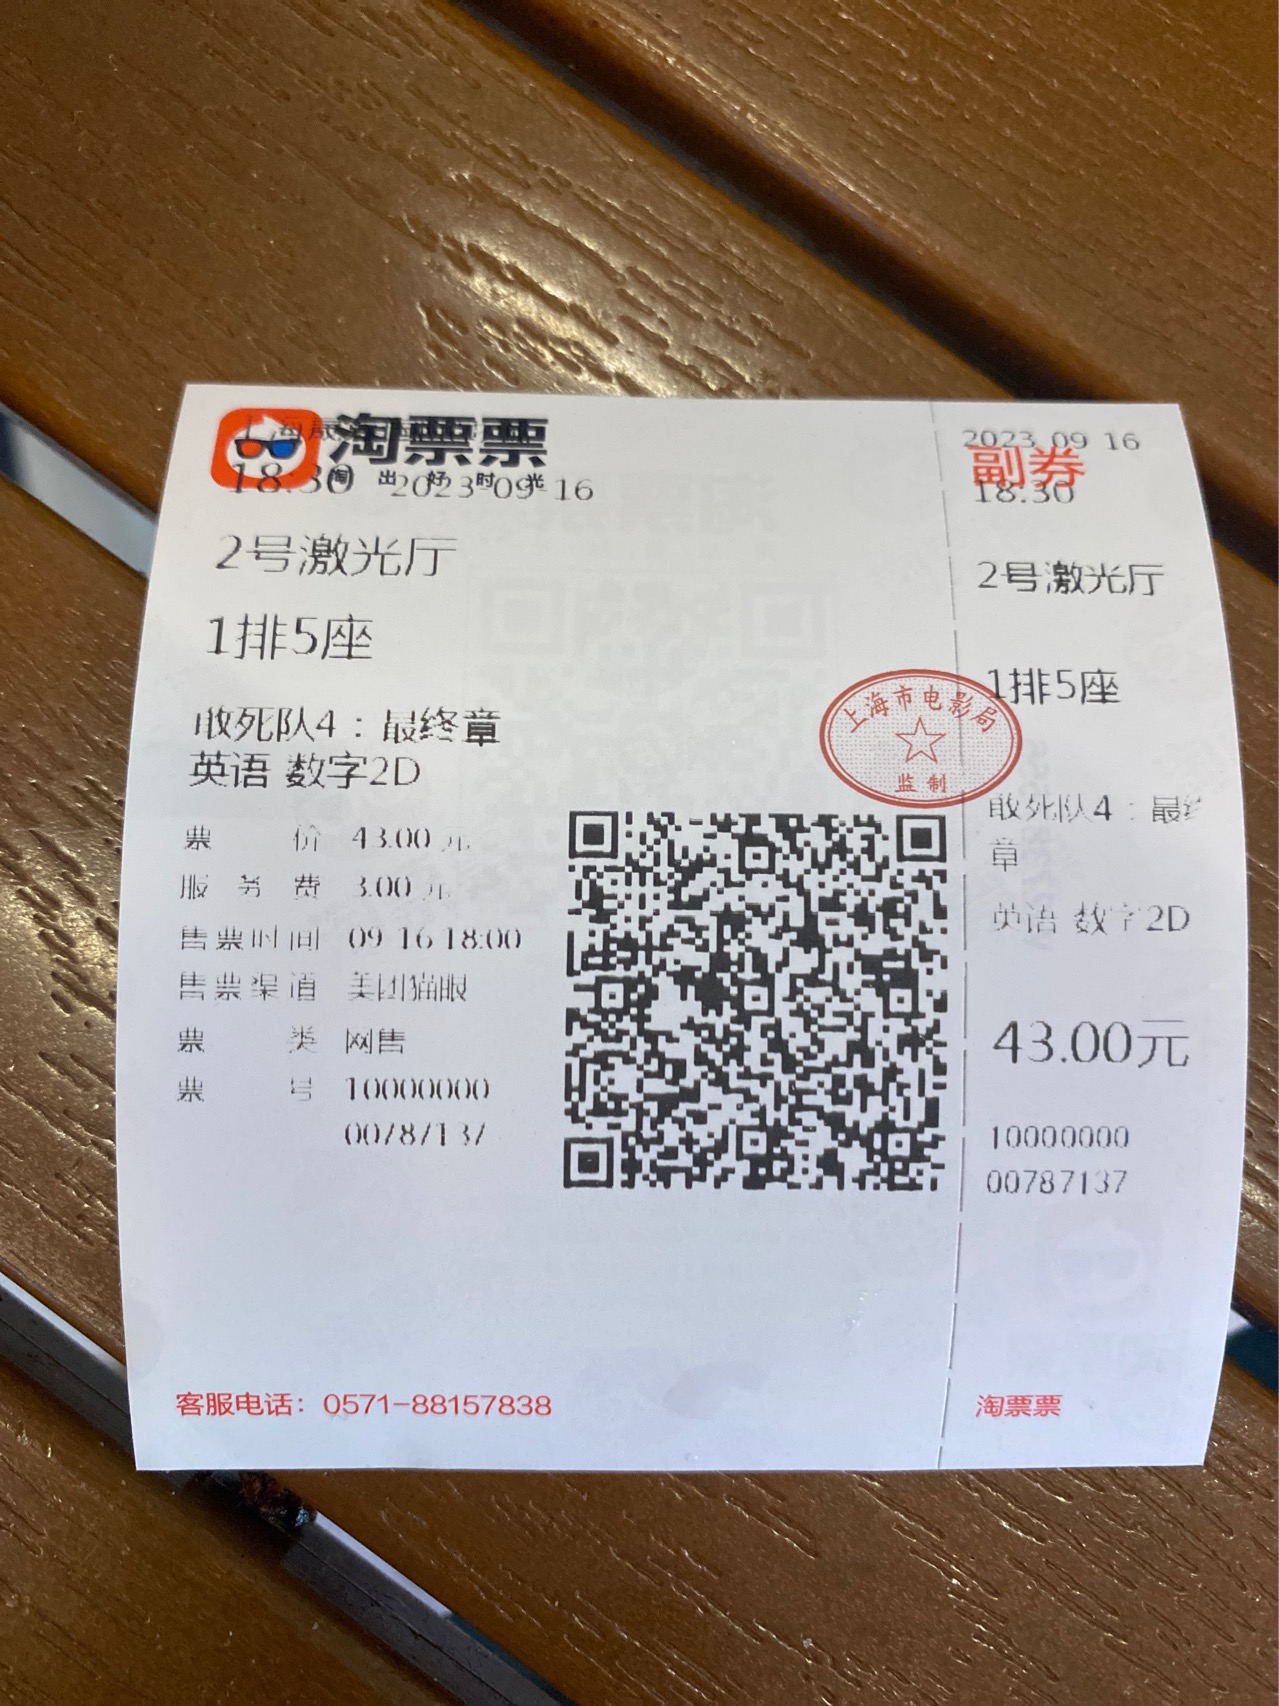 淘票票
淘出好时光
18:30 2023-09-16
2号激光厅
1排5座
敢死队4：最终章
英语 数字2D
票价 43.00元
服务费 3.00元
售票时间 09-16 18:00
售票渠道 美团猫眼
票类 网售
票号 10000000
00787137
客服电话：0571-88157838
上海市电影局
监制
2023-09-16
副券
18:30
2号激光厅
1排5座
敢死队4：最终
章
英语 数字2D
43.00元
10000000
00787137
淘票票